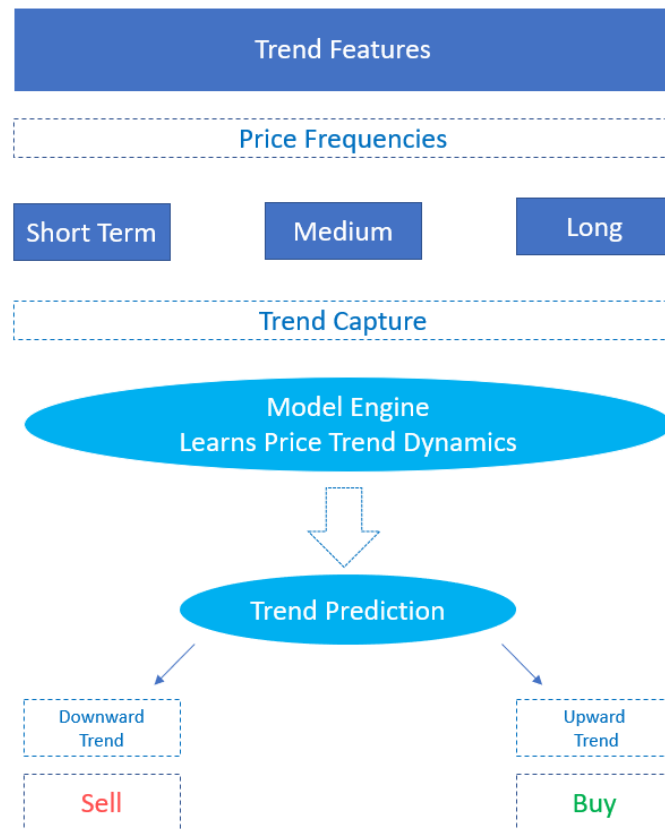 Trend Features
Price Frequencies
Short Term
Medium
Long
Trend Capture
Model Engine
Learns Price Trend Dynamics
Trend Prediction
Downward
Trend
Upward
Trend
Sell
Buy